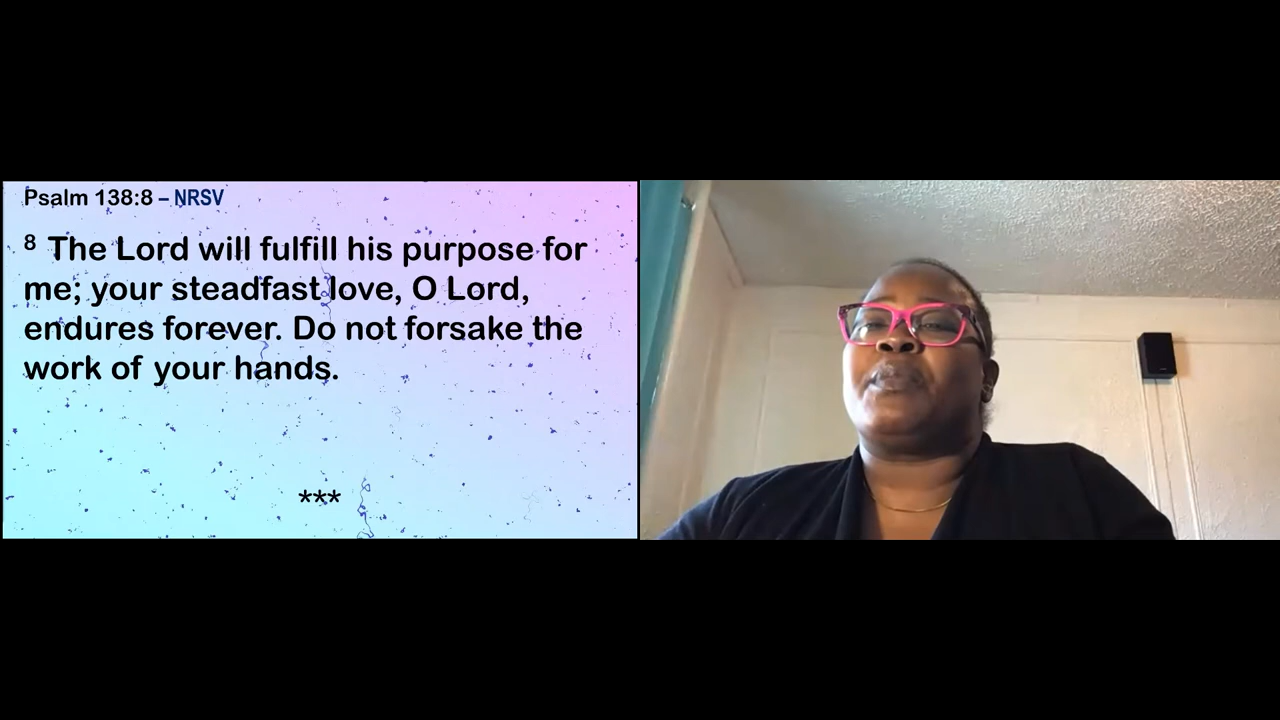 Psalm 138:8 – NRSV
8 The Lord will fulfill his purpose for
me; your steadfast love, O Lord,
endures forever. Do not forsake the
work of your hands.
***